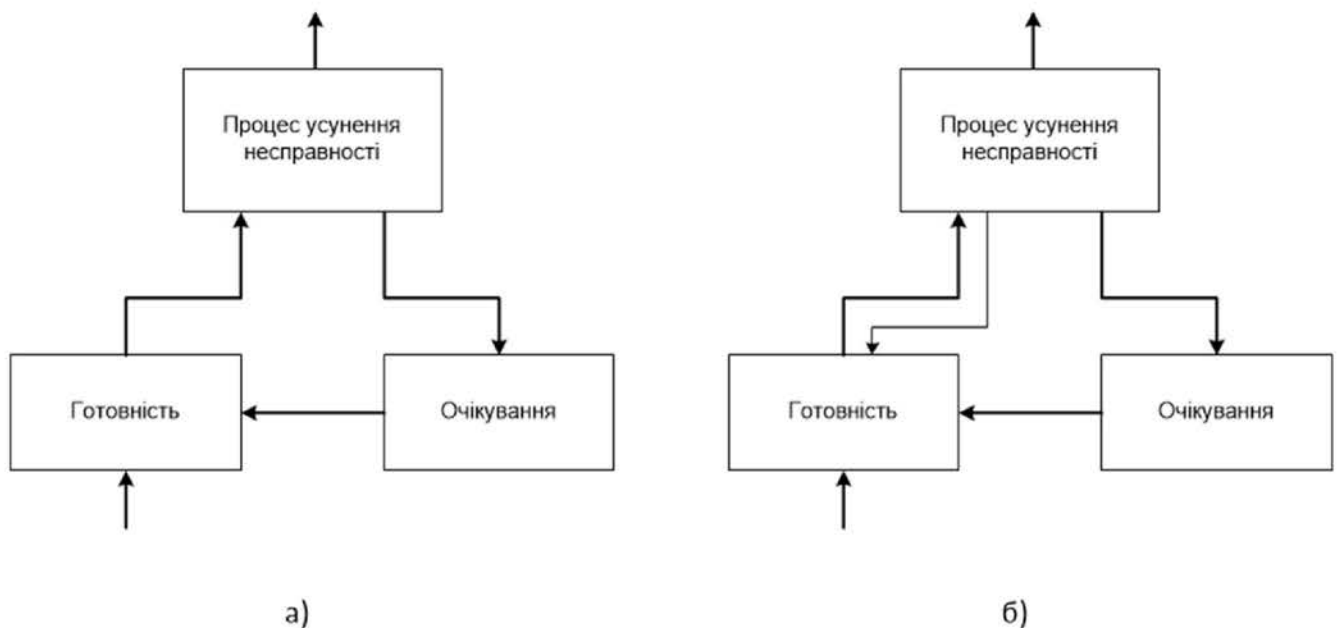 Процес усунення
несправності
Готовність
Очікування
а)
Процес усунення
несправності
Готовність
Очікування
б)